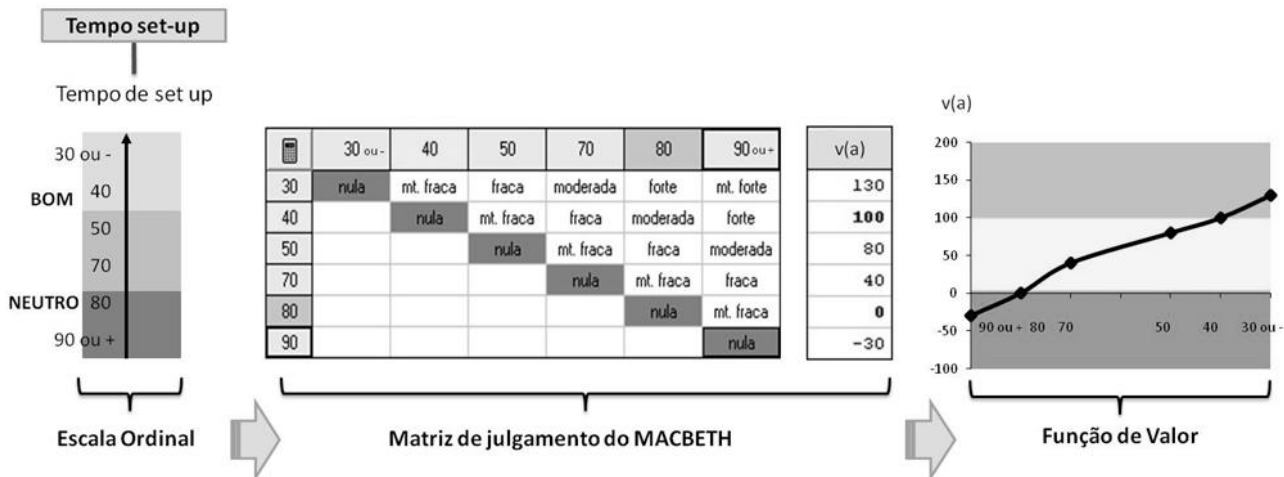 Tempo set-up
Tempo de set up
30 ou -
40
BOM
50
70
NEUTRO 80
90 ou +
Escala Ordinal
30 ou - 40 50 70 80 90 ou +
30 nula mt. fraca fraca moderada forte mt. forte
40 nula mt. fraca fraca moderada forte
50 nula mt. fraca fraca moderada
70 nula mt. fraca fraca
80 nula mt. fraca
90 nula
v(a)
130
100
80
40
0
-30
Matriz de julgamento do MACBETH
v(a)
200
150
100
50
0
-50
-100
90 ou + 80 70 50 40 30 ou -
Função de Valor